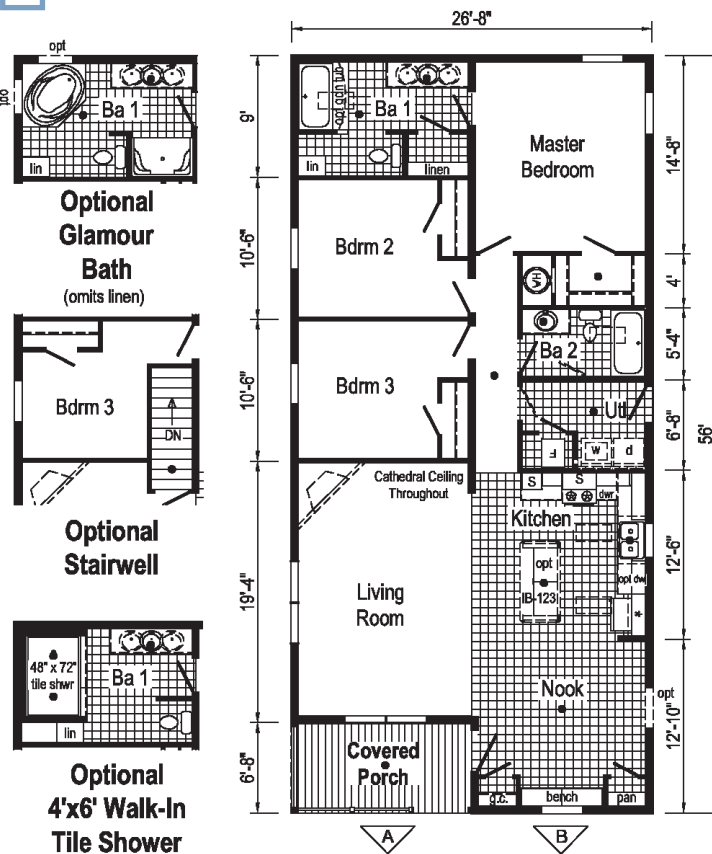 26'-8"
opt
opt
Ba 1
lin
Optional
Glamour
Bath
(omits linen)
Bdrm 3
DN
Optional
Stairwell
48" x 72"
tile shwr
Ba 1
lin
Optional
4'x6' Walk-In
Tile Shower
9'
10'-6"
10'-6"
19'-4"
6'-8"
opt gdn tub
Ba 1
lin
linen
Master
Bedroom
Bdrm 2
WH
Ba 2
Bdrm 3
Utl
F
w
d
Cathedral Ceiling
Throughout
S
S
dwr
Kitchen
opt
IB-123
opt dw
*
Living
Room
Nook
opt
Covered
Porch
g.c.
bench
pan
A
B
14'-8"
4'
5'-4"
6'-8"
12'-6"
12'-10"
56'